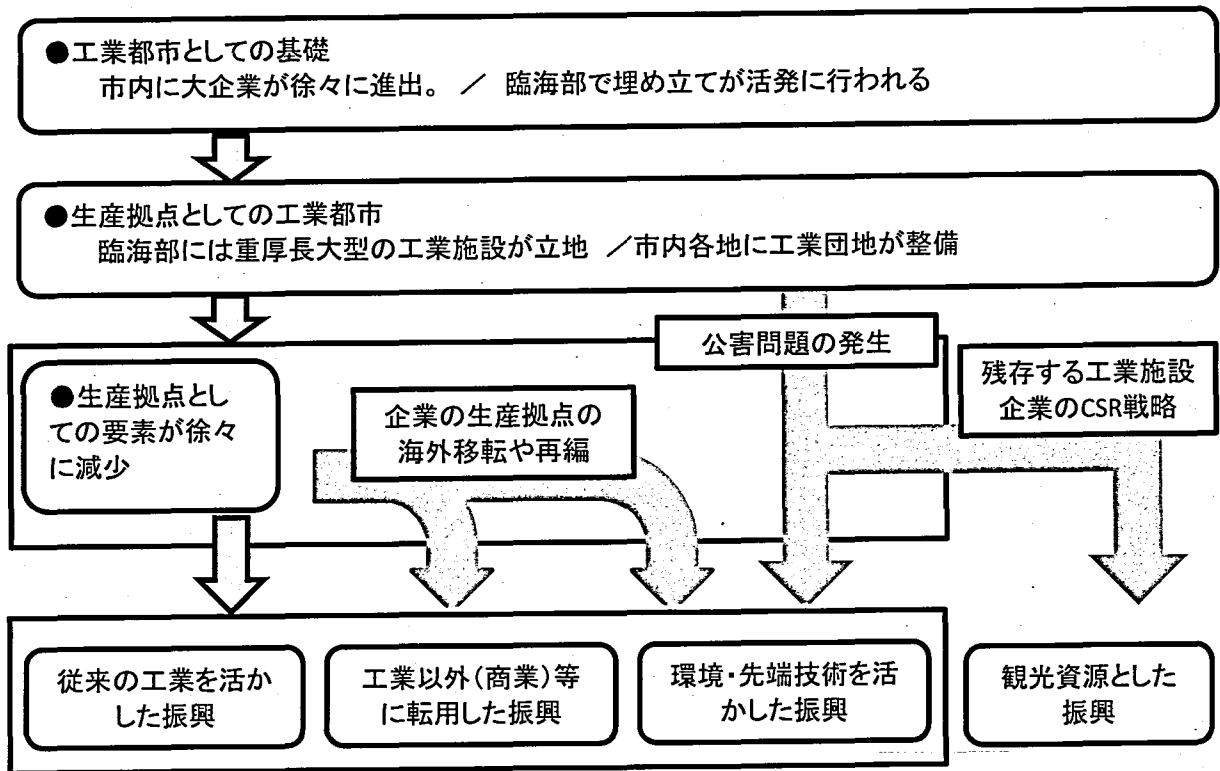 ●工業都市としての基礎
市内に大企業が徐々に進出。 / 臨海部で埋め立てが活発に行われる
●生産拠点としての工業都市
臨海部には重厚長大型の工業施設が立地 /市内各地に工業団地が整備
公害問題の発生
残存する工業施設
企業のCSR戦略
●生産拠点とし
ての要素が徐々
に減少
企業の生産拠点の
海外移転や再編
従来の工業を活か
した振興
工業以外(商業)等
に転用した振興
環境・先端技術を活
かした振興
観光資源とした
振興